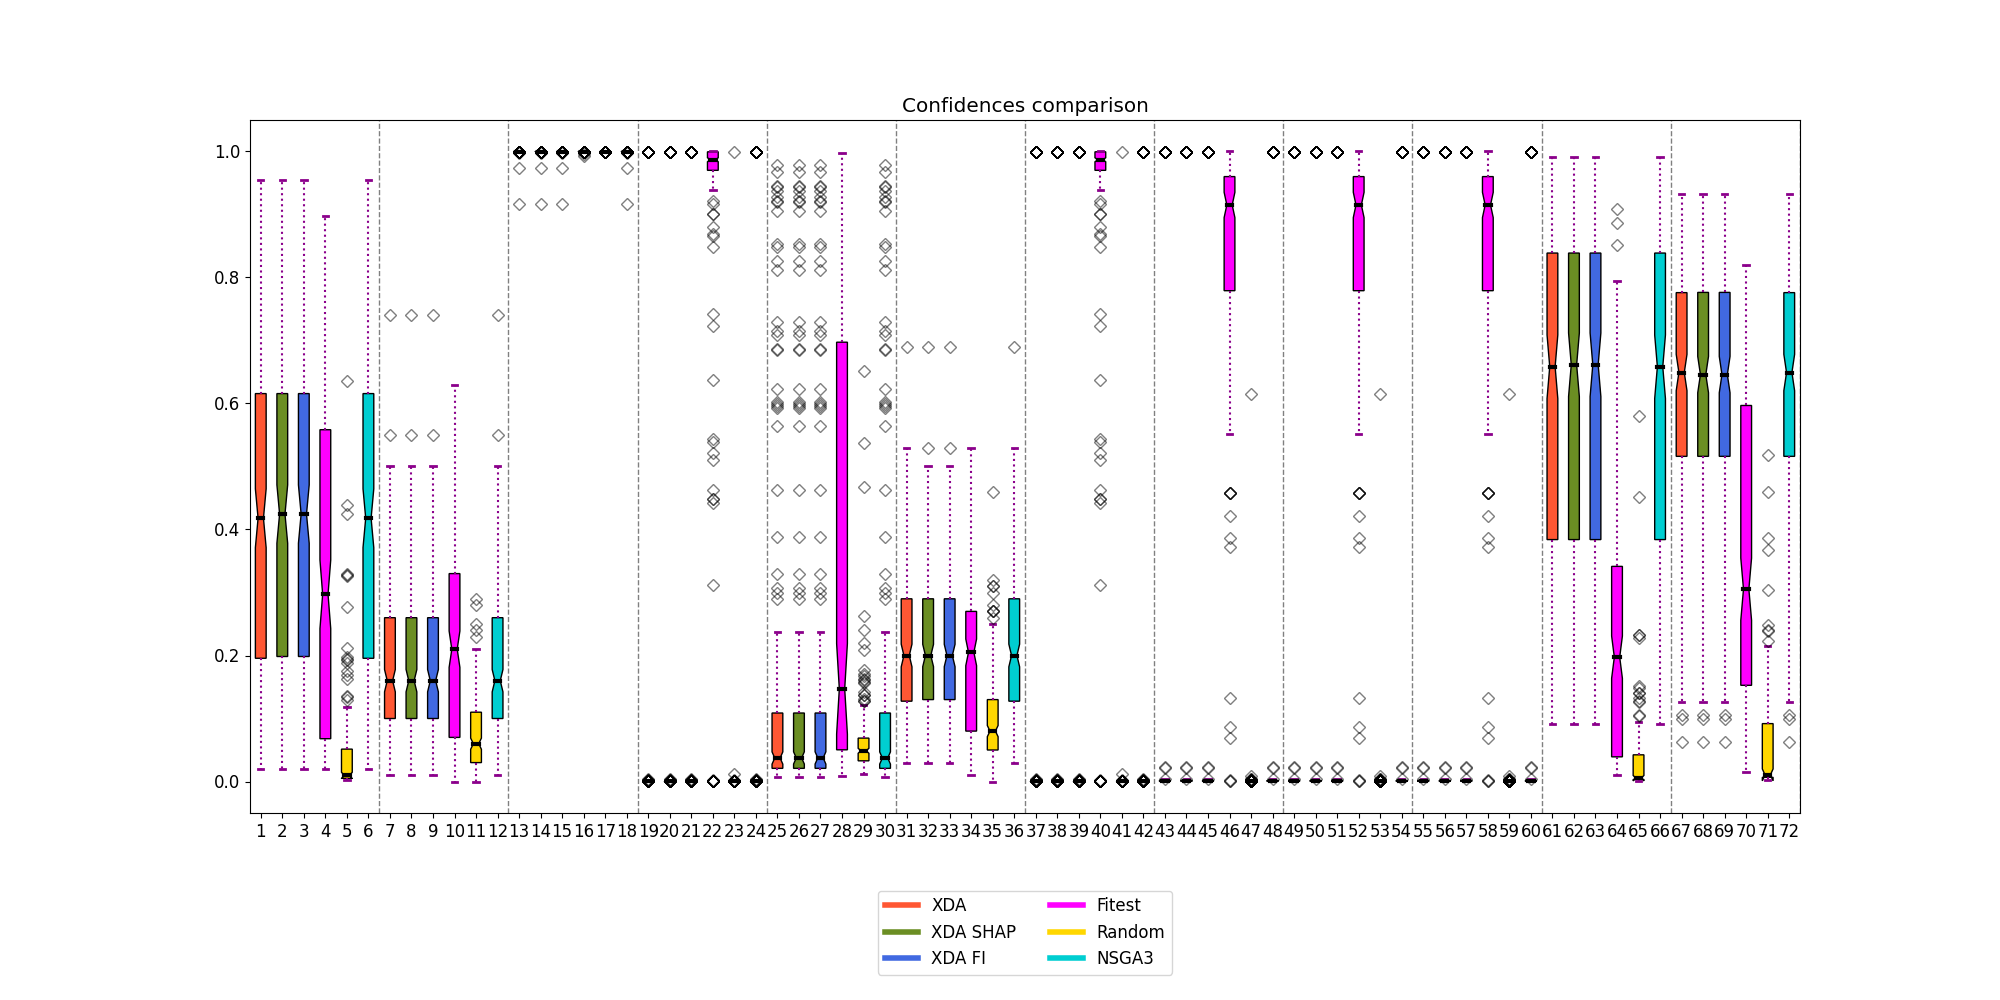 Confidences comparison
1.0
0.8
0.6
0.4
0.2
0.0
1 2 3 4 5 6 7 8 9 10 11 12 13 14 15 16 17 18 19 20 21 22 23 24 25 26 27 28 29 30 31 32 33 34 35 36 37 38 39 40 41 42 43 44 45 46 47 48 49 50 51 52 53 54 55 56 57 58 59 60 61 62 63 64 65 66 67 68 69 70 71 72
XDA Fitest
XDA SHAP Random
XDA FI NSGA3